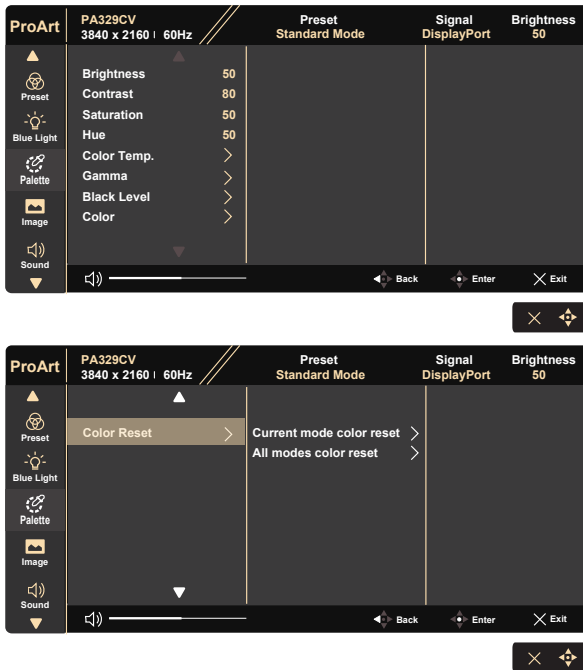 ProArt PA329CV Preset Signal Brightness
3840 x 2160 60Hz Standard Mode DisplayPort 50
Brightness 50
Preset
Contrast 80
Saturation 50
Blue Light
Hue 50
Color Temp.
Palette
Gamma
Black Level
Image
Color
Sound
Back Enter Exit
ProArt PA329CV Preset Signal Brightness
3840 x 2160 60Hz Standard Mode DisplayPort 50
Preset
Color Reset Current mode color reset
All modes color reset
Blue Light
Palette
Image
Sound
Back Enter Exit